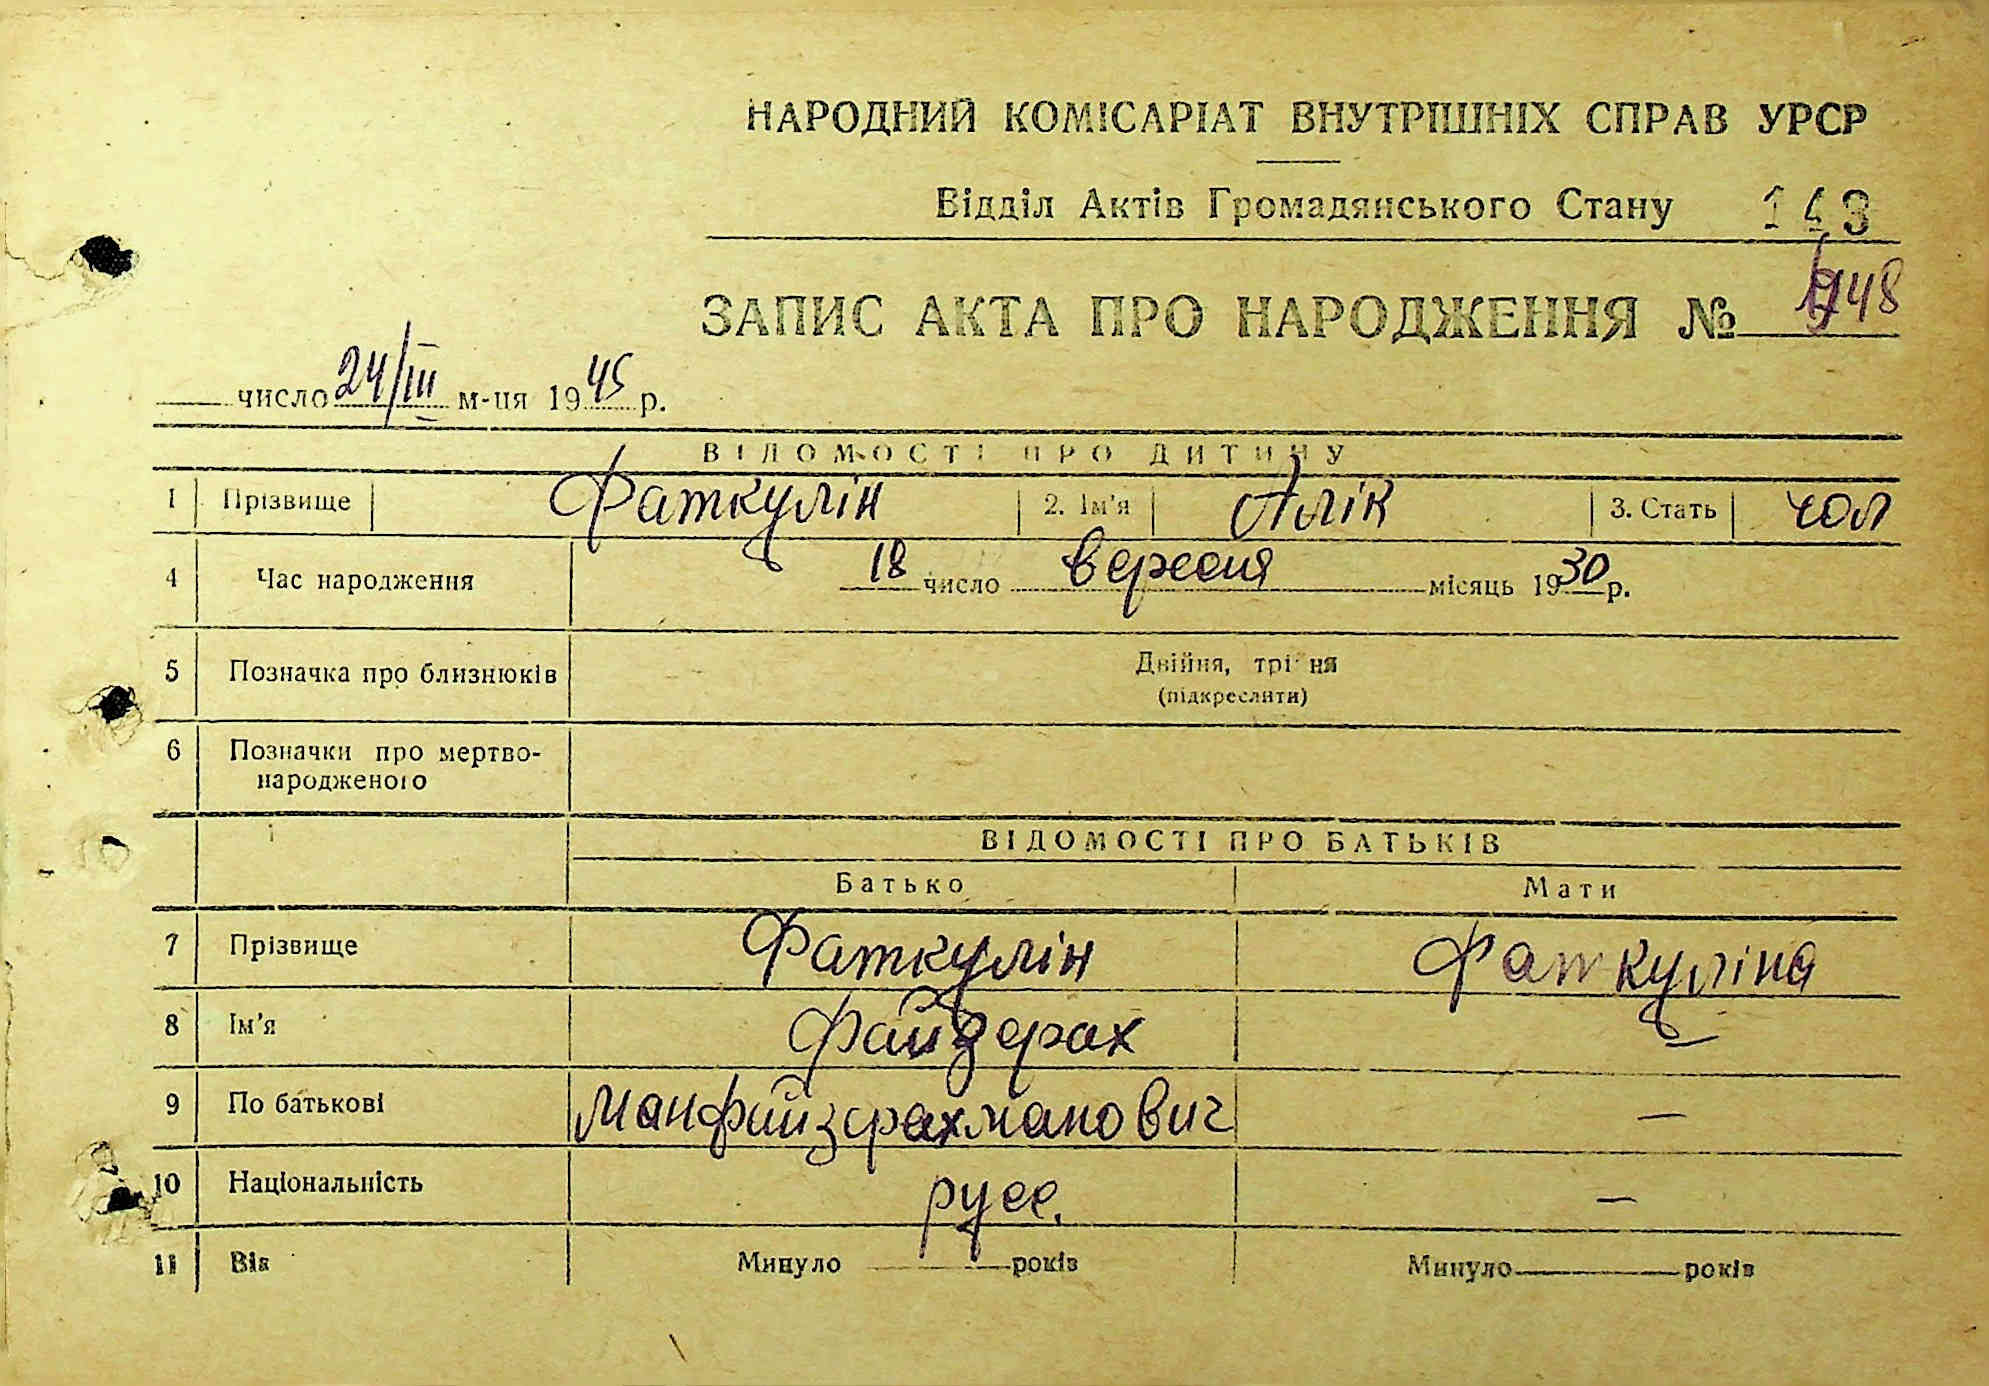 НАРОДНИЙ КОМІСАРІАТ ВНУТРІШНІХ СПРАВ УРСР
Відділ Актів Громадянського Стану 143
ЗАПИС АКТА ПРО НАРОДЖЕННЯ № 948
число 24/III м-ця 1945 р.
ВІДОМОСТІ ПРО ДИТИНУ
1 Прізвище Фаткулін 2. Ім'я Алік 3. Стать чол
4 Час народження 18 число вересня місяць 1930 р.
5 Позначка про близнюків Двійня, трійня
(підкреслити)
6 Позначки про мертво-
народженого
ВІДОМОСТІ ПРО БАТЬКІВ
Батько Мати
7 Прізвище Фаткулін Фаткуліна
8 Ім'я Файзерах —
9 По батькові Манфайзерахманович —
10 Національність русс. —
11 Вік Минуло років Минуло років